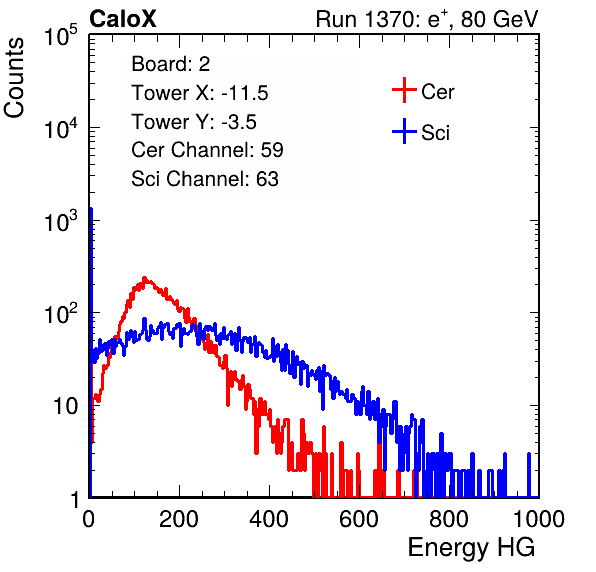 CaloX Run 1370: e⁺, 80 GeV
Counts
10⁵
10⁴
10³
10²
10
1
Board: 2
Tower X: -11.5
Tower Y: -3.5
Cer Channel: 59
Sci Channel: 63
Cer
Sci
0 200 400 600 800 1000
Energy HG